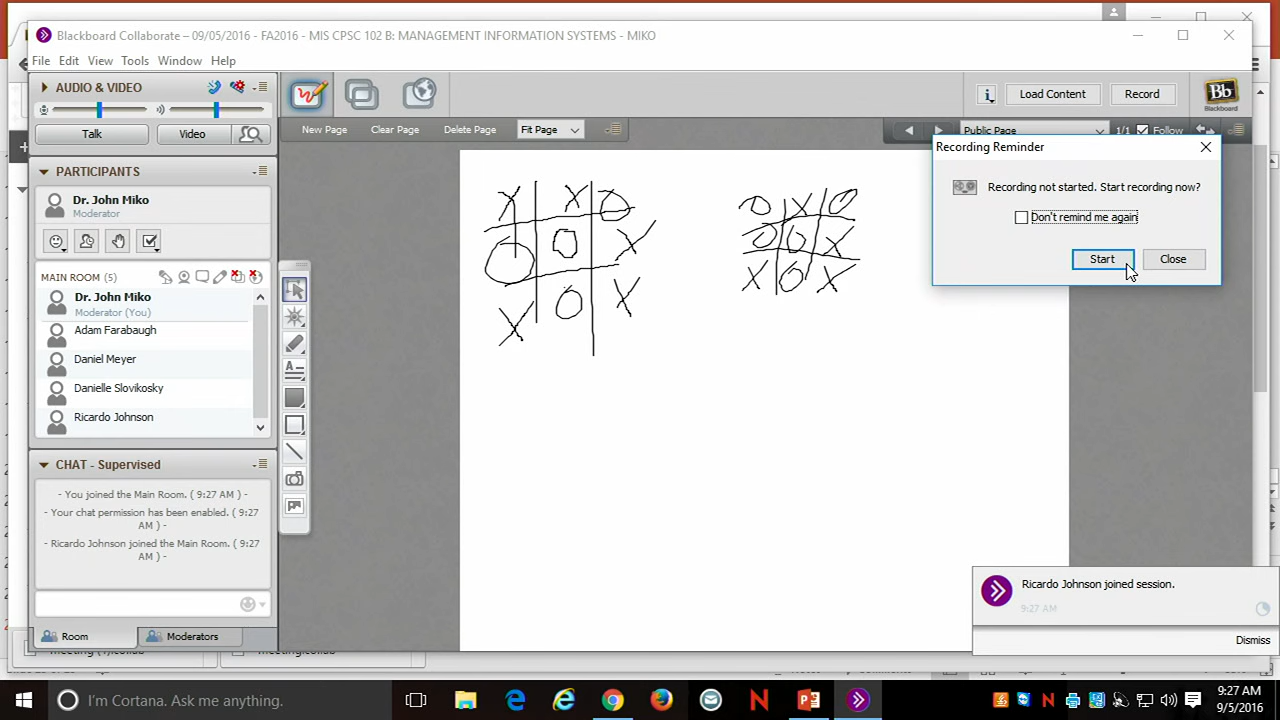 Blackboard Collaborate – 09/05/2016 - FA2016 - MIS CPSC 102 B: MANAGEMENT INFORMATION SYSTEMS - MIKO
File Edit View Tools Window Help
AUDIO & VIDEO
Talk Video
PARTICIPANTS
Dr. John Miko
Moderator
MAIN ROOM (5)
Dr. John Miko
Moderator (You)
Adam Farabaugh
Daniel Meyer
Danielle Slovikosky
Ricardo Johnson
CHAT - Supervised
- You joined the Main Room. ( 9:27 AM ) -
- Your chat permission has been enabled. ( 9:27
AM ) -
- Ricardo Johnson joined the Main Room. ( 9:27
AM ) -
Room Moderators
Load Content Record
Bb
Blackboard
New Page Clear Page Delete Page Fit Page
Public Page 1/1 Follow
X X O
O O X
X O X
O X O
O O X
X O X
Recording Reminder
Recording not started. Start recording now?
Don't remind me again
Start Close
Ricardo Johnson joined session.
9:27 AM
Dismiss
I'm Cortana. Ask me anything.
9:27 AM
9/5/2016